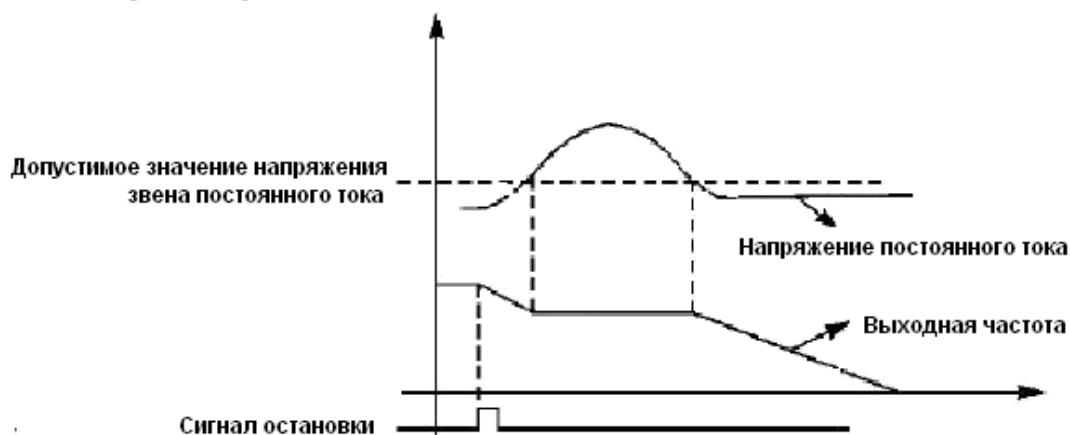 Допустимое значение напряжения
звена постоянного тока
Напряжение постоянного тока
Выходная частота
Сигнал остановки